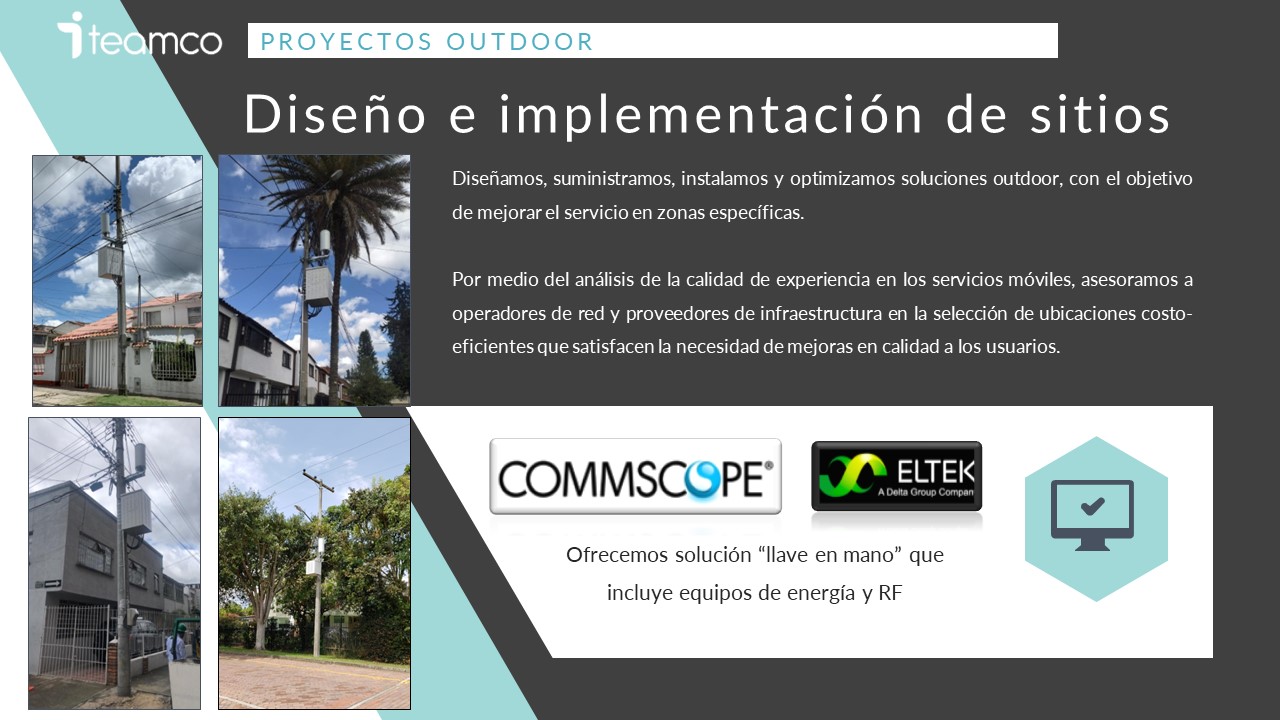 iteamco
PROYECTOS OUTDOOR
Diseño e implementación de sitios
Diseñamos, suministramos, instalamos y optimizamos soluciones outdoor, con el objetivo
de mejorar el servicio en zonas específicas.
Por medio del análisis de la calidad de experiencia en los servicios móviles, asesoramos a
operadores de red y proveedores de infraestructura en la selección de ubicaciones costo-
eficientes que satisfacen la necesidad de mejoras en calidad a los usuarios.
COMMSCOPE®
ELTEK
A Delta Group Compan
Ofrecemos solución “llave en mano” que
incluye equipos de energía y RF